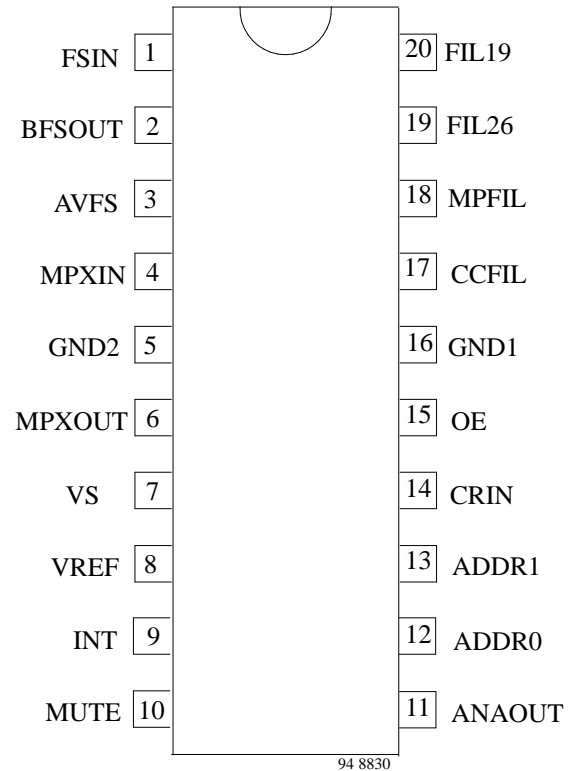 FSIN 1 20 FIL19
BFSOUT 2 19 FIL26
AVFS 3 18 MPFIL
MPXIN 4 17 CCFIL
GND2 5 16 GND1
MPXOUT 6 15 OE
VS 7 14 CRIN
VREF 8 13 ADDR1
INT 9 12 ADDR0
MUTE 10 11 ANAOUT
94 8830